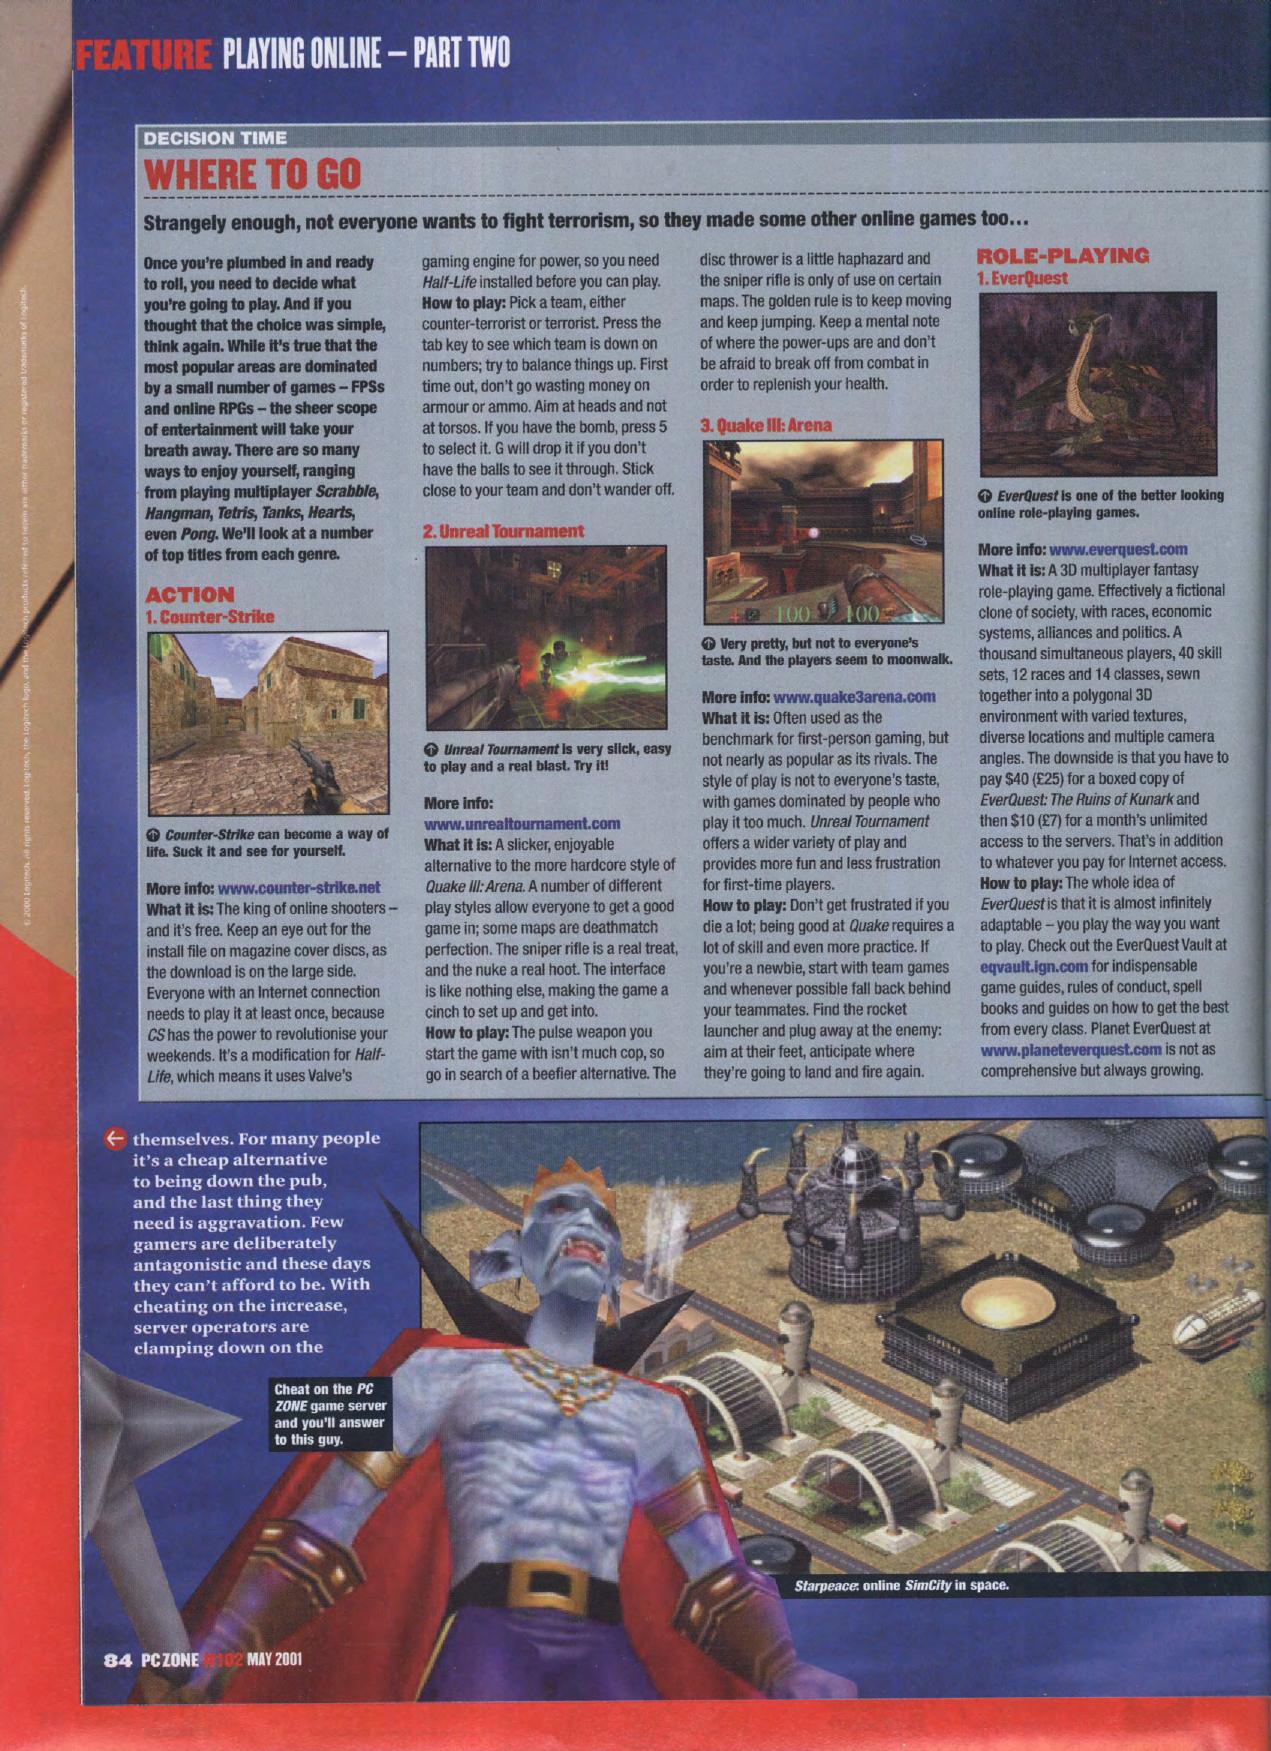 FEATURE PLAYING ONLINE – PART TWO
DECISION TIME
WHERE TO GO
Strangely enough, not everyone wants to fight terrorism, so they made some other online games too...
Once you're plumbed in and ready
to roll, you need to decide what
you're going to play. And if you
thought that the choice was simple,
think again. While it's true that the
most popular areas are dominated
by a small number of games – FPSs
and online RPGs – the sheer scope
of entertainment will take your
breath away. There are so many
ways to enjoy yourself, ranging
from playing multiplayer Scrabble,
Hangman, Tetris, Tanks, Hearts,
even Pong. We'll look at a number
of top titles from each genre.
ACTION
1. Counter-Strike
Counter-Strike can become a way of
life. Suck it and see for yourself.
More info: www.counter-strike.net
What it is: The king of online shooters –
and it's free. Keep an eye out for the
install file on magazine cover discs, as
the download is on the large side.
Everyone with an Internet connection
needs to play it at least once, because
CS has the power to revolutionise your
weekends. It's a modification for Half-
Life, which means it uses Valve's
gaming engine for power, so you need
Half-Life installed before you can play.
How to play: Pick a team, either
counter-terrorist or terrorist. Press the
tab key to see which team is down on
numbers; try to balance things up. First
time out, don't go wasting money on
armour or ammo. Aim at heads and not
at torsos. If you have the bomb, press 5
to select it. G will drop it if you don't
have the balls to see it through. Stick
close to your team and don't wander off.
2. Unreal Tournament
Unreal Tournament is very slick, easy
to play and a real blast. Try it!
More info:
www.unrealtournament.com
What it is: A slicker, enjoyable
alternative to the more hardcore style of
Quake III: Arena. A number of different
play styles allow everyone to get a good
game in; some maps are deathmatch
perfection. The sniper rifle is a real treat,
and the nuke a real hoot. The interface
is like nothing else, making the game a
cinch to set up and get into.
How to play: The pulse weapon you
start the game with isn't much cop, so
go in search of a beefier alternative. The
disc thrower is a little haphazard and
the sniper rifle is only of use on certain
maps. The golden rule is to keep moving
and keep jumping. Keep a mental note
of where the power-ups are and don't
be afraid to break off from combat in
order to replenish your health.
3. Quake III: Arena
100 100
Very pretty, but not to everyone's
taste. And the players seem to moonwalk.
More info: www.quake3arena.com
What it is: Often used as the
benchmark for first-person gaming, but
not nearly as popular as its rivals. The
style of play is not to everyone's taste,
with games dominated by people who
play it too much. Unreal Tournament
offers a wider variety of play and
provides more fun and less frustration
for first-time players.
How to play: Don't get frustrated if you
die a lot; being good at Quake requires a
lot of skill and even more practice. If
you're a newbie, start with team games
and whenever possible fall back behind
your teammates. Find the rocket
launcher and plug away at the enemy:
aim at their feet, anticipate where
they're going to land and fire again.
ROLE-PLAYING
1. EverQuest
EverQuest is one of the better looking
online role-playing games.
More info: www.everquest.com
What it is: A 3D multiplayer fantasy
role-playing game. Effectively a fictional
clone of society, with races, economic
systems, alliances and politics. A
thousand simultaneous players, 40 skill
sets, 12 races and 14 classes, sewn
together into a polygonal 3D
environment with varied textures,
diverse locations and multiple camera
angles. The downside is that you have to
pay $40 (£25) for a boxed copy of
EverQuest: The Ruins of Kunark and
then $10 (£7) for a month's unlimited
access to the servers. That's in addition
to whatever you pay for Internet access.
How to play: The whole idea of
EverQuest is that it is almost infinitely
adaptable – you play the way you want
to play. Check out the EverQuest Vault at
eqvault.ign.com for indispensable
game guides, rules of conduct, spell
books and guides on how to get the best
from every class. Planet EverQuest at
www.planeteverquest.com is not as
comprehensive but always growing.
themselves. For many people
it's a cheap alternative
to being down the pub,
and the last thing they
need is aggravation. Few
gamers are deliberately
antagonistic and these days
they can't afford to be. With
cheating on the increase,
server operators are
clamping down on the
Cheat on the PC
ZONE game server
and you'll answer
to this guy.
Starpeace: online SimCity in space.
84 PC ZONE #102 MAY 2001
© 2000 Logitech. All rights reserved. Logitech, the Logitech logo, and the Logitech products referred to herein are either trademarks or registered trademarks of Logitech.